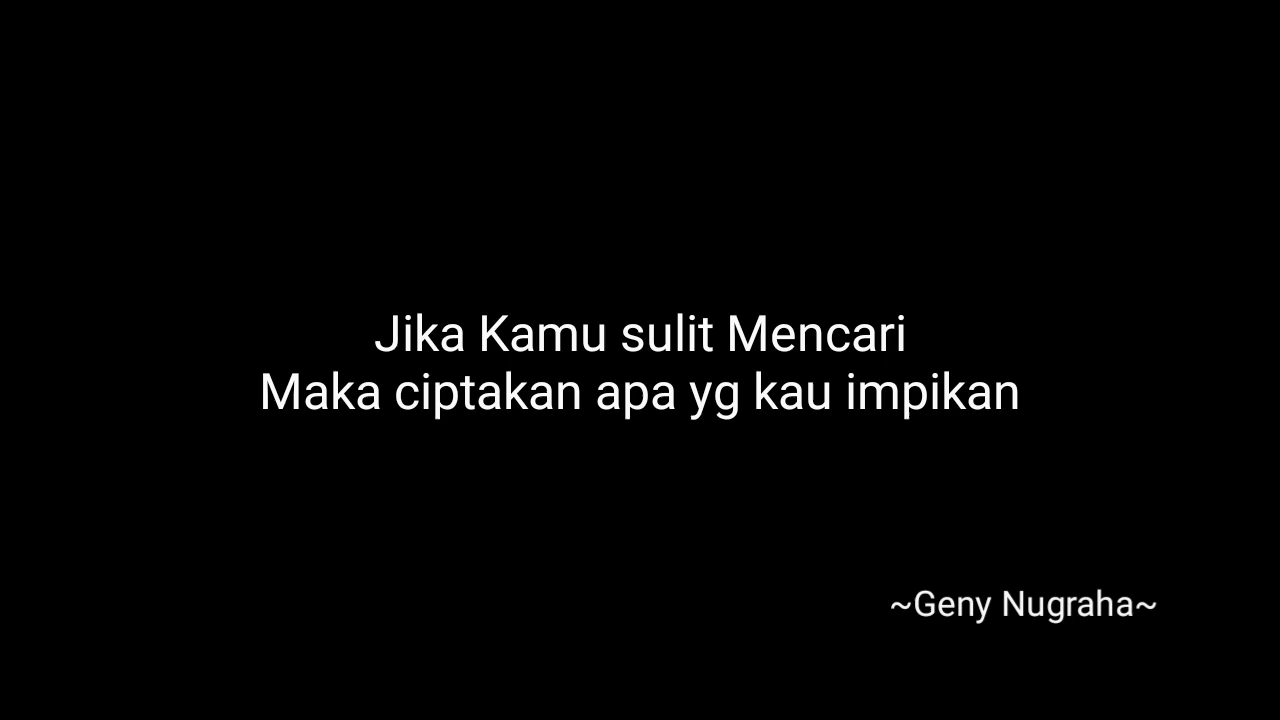 Jika Kamu sulit Mencari
Maka ciptakan apa yg kau impikan
~Geny Nugraha~